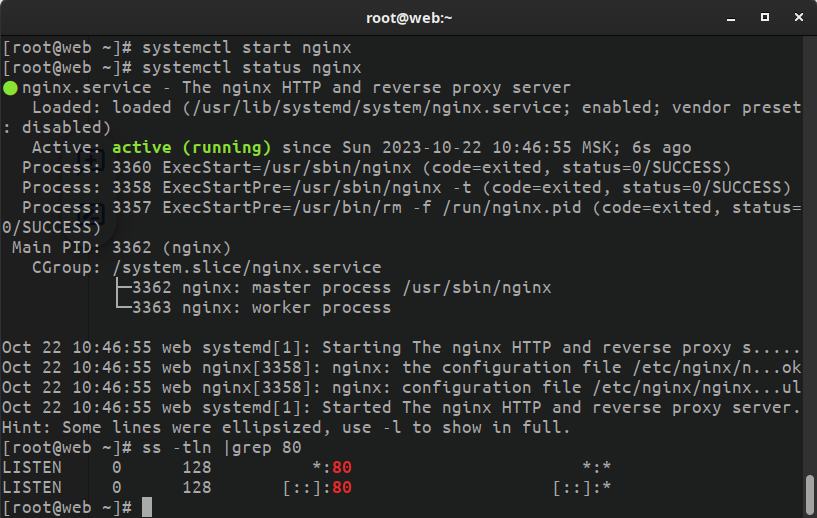 root@web:~
[root@web ~]# systemctl start nginx
[root@web ~]# systemctl status nginx
● nginx.service - The nginx HTTP and reverse proxy server
   Loaded: loaded (/usr/lib/systemd/system/nginx.service; enabled; vendor preset
: disabled)
   Active: active (running) since Sun 2023-10-22 10:46:55 MSK; 6s ago
  Process: 3360 ExecStart=/usr/sbin/nginx (code=exited, status=0/SUCCESS)
  Process: 3358 ExecStartPre=/usr/sbin/nginx -t (code=exited, status=0/SUCCESS)
  Process: 3357 ExecStartPre=/usr/bin/rm -f /run/nginx.pid (code=exited, status=
0/SUCCESS)
 Main PID: 3362 (nginx)
   CGroup: /system.slice/nginx.service
           ├─3362 nginx: master process /usr/sbin/nginx
           └─3363 nginx: worker process
Oct 22 10:46:55 web systemd[1]: Starting The nginx HTTP and reverse proxy s.....
Oct 22 10:46:55 web nginx[3358]: nginx: the configuration file /etc/nginx/n...ok
Oct 22 10:46:55 web nginx[3358]: nginx: configuration file /etc/nginx/nginx...ul
Oct 22 10:46:55 web systemd[1]: Started The nginx HTTP and reverse proxy server.
Hint: Some lines were ellipsized, use -l to show in full.
[root@web ~]# ss -tln |grep 80
LISTEN     0      128          *:80                       *:*
LISTEN     0      128       [::]:80                    [::]:*
[root@web ~]#